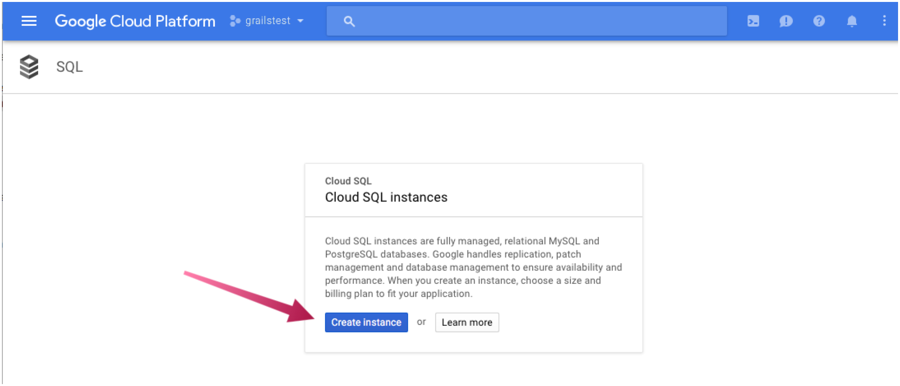 Google Cloud Platform grailstest
SQL
Cloud SQL
Cloud SQL instances
Cloud SQL instances are fully managed, relational MySQL and
PostgreSQL databases. Google handles replication, patch
management and database management to ensure availability and
performance. When you create an instance, choose a size and
billing plan to fit your application.
Create instance or Learn more